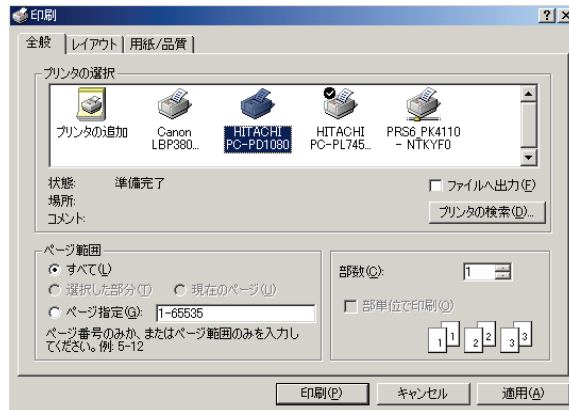 印刷
全般 レイアウト 用紙/品質
プリンタの選択
プリンタの追加 Canon LBP380... HITACHI PC-PD1080 HITACHI PC-PL745... PRS6_PK4110 - NTKYF0
状態: 準備完了
場所:
コメント:
ファイルへ出力(F)
プリンタの検索(D)...
ページ範囲
すべて(L)
選択した部分(T) 現在のページ(U)
ページ指定(G): 1-65535
ページ番号のみか、またはページ範囲のみを入力し
てください。例: 5-12
部数(C): 1
部単位で印刷(O)
1 1 2 2 3 3
印刷(P) キャンセル 適用(A)